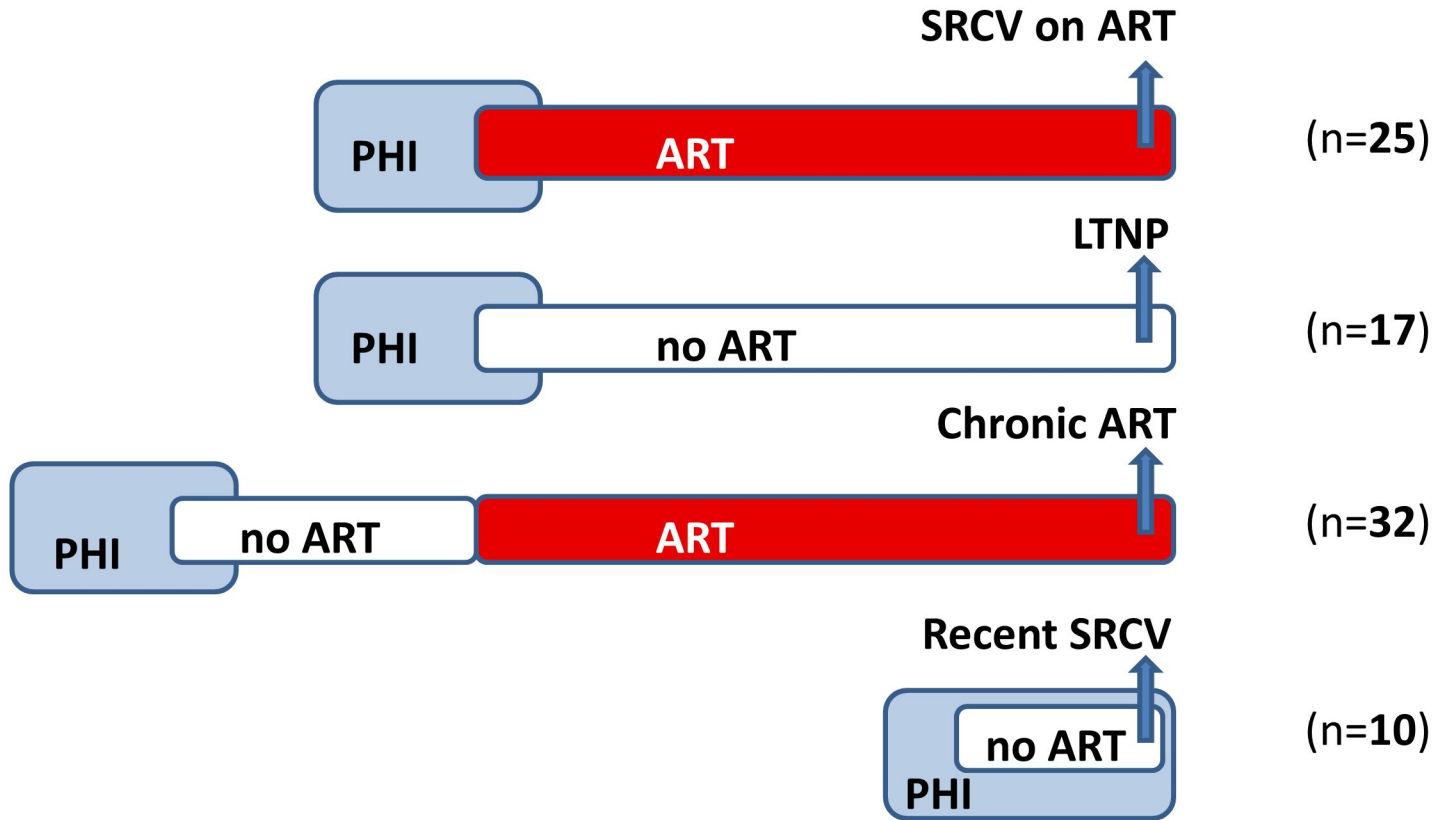 SRCV on ART
PHI ART (n=25)
LTNP
PHI no ART (n=17)
Chronic ART
PHI no ART ART (n=32)
Recent SRCV
no ART (n=10)
PHI